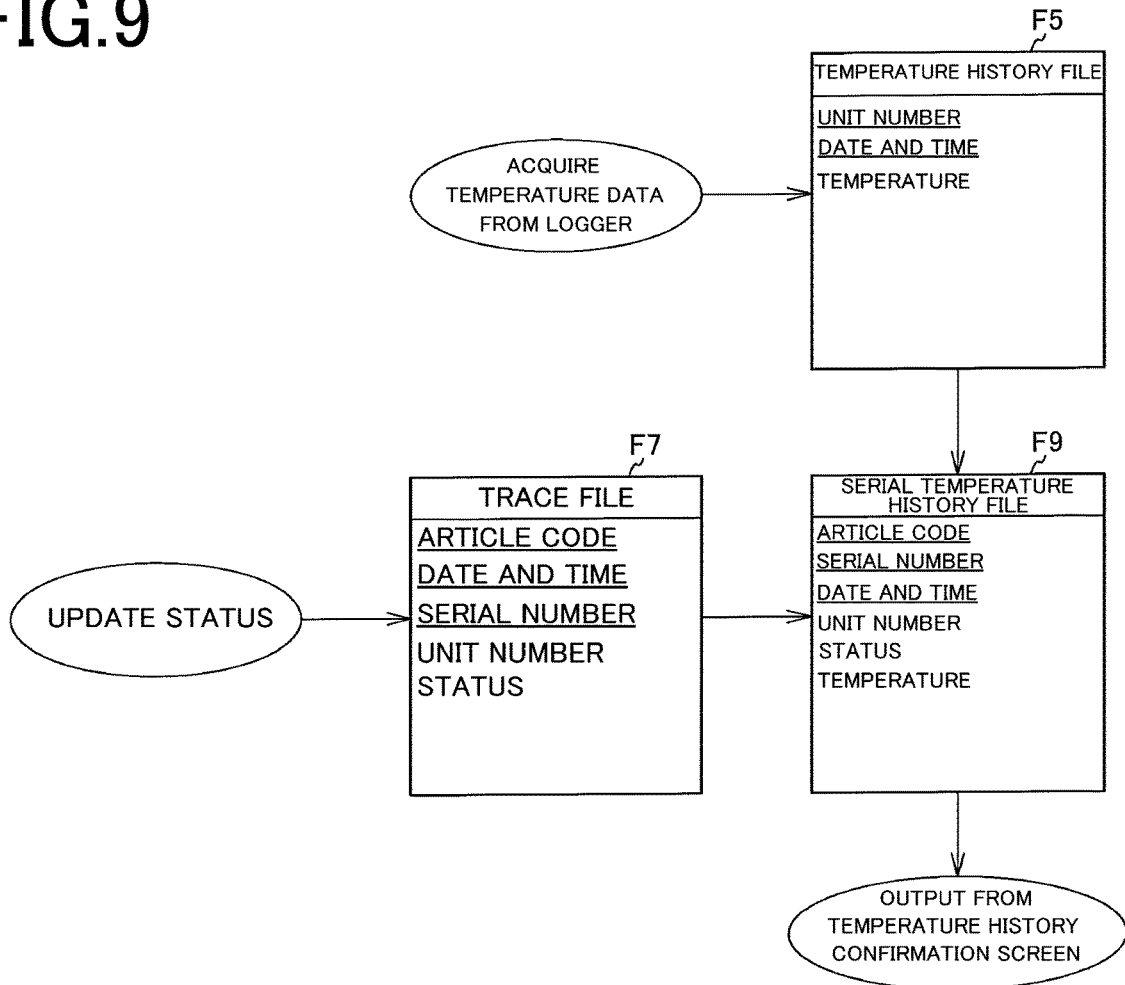 FIG.9
F5
TEMPERATURE HISTORY FILE
UNIT NUMBER
DATE AND TIME
TEMPERATURE
ACQUIRE
TEMPERATURE DATA
FROM LOGGER
F7
TRACE FILE
ARTICLE CODE
DATE AND TIME
SERIAL NUMBER
UNIT NUMBER
STATUS
UPDATE STATUS
F9
SERIAL TEMPERATURE
HISTORY FILE
ARTICLE CODE
SERIAL NUMBER
DATE AND TIME
UNIT NUMBER
STATUS
TEMPERATURE
OUTPUT FROM
TEMPERATURE HISTORY
CONFIRMATION SCREEN